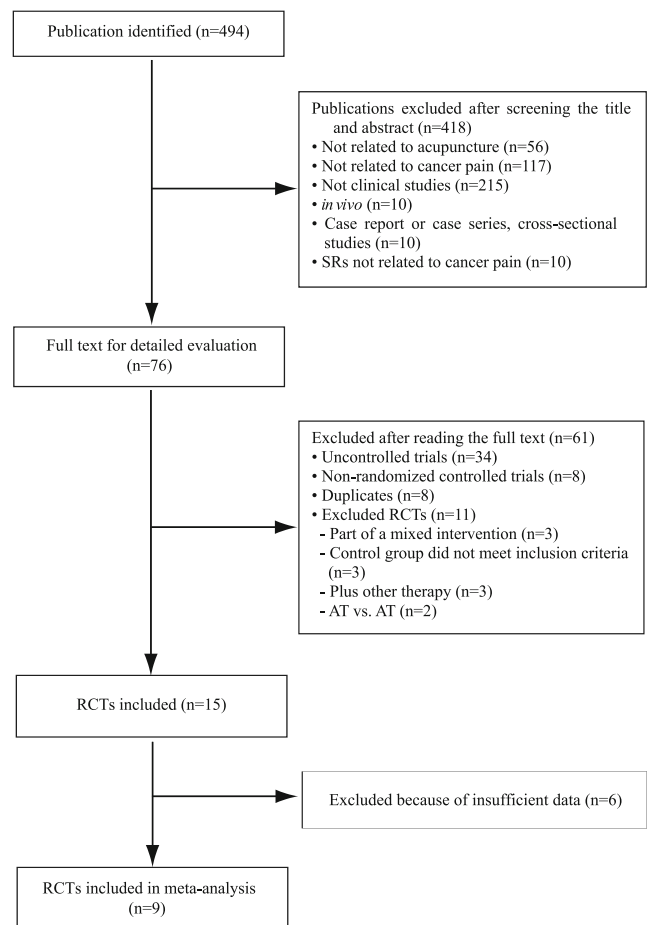 Publication identified (n=494)
Publications excluded after screening the title
and abstract (n=418)
• Not related to acupuncture (n=56)
• Not related to cancer pain (n=117)
• Not clinical studies (n=215)
• in vivo (n=10)
• Case report or case series, cross-sectional
studies (n=10)
• SRs not related to cancer pain (n=10)
Full text for detailed evaluation
(n=76)
Excluded after reading the full text (n=61)
• Uncontrolled trials (n=34)
• Non-randomized controlled trials (n=8)
• Duplicates (n=8)
• Excluded RCTs (n=11)
- Part of a mixed intervention (n=3)
- Control group did not meet inclusion criteria
(n=3)
- Plus other therapy (n=3)
- AT vs. AT (n=2)
RCTs included (n=15)
Excluded because of insufficient data (n=6)
RCTs included in meta-analysis
(n=9)